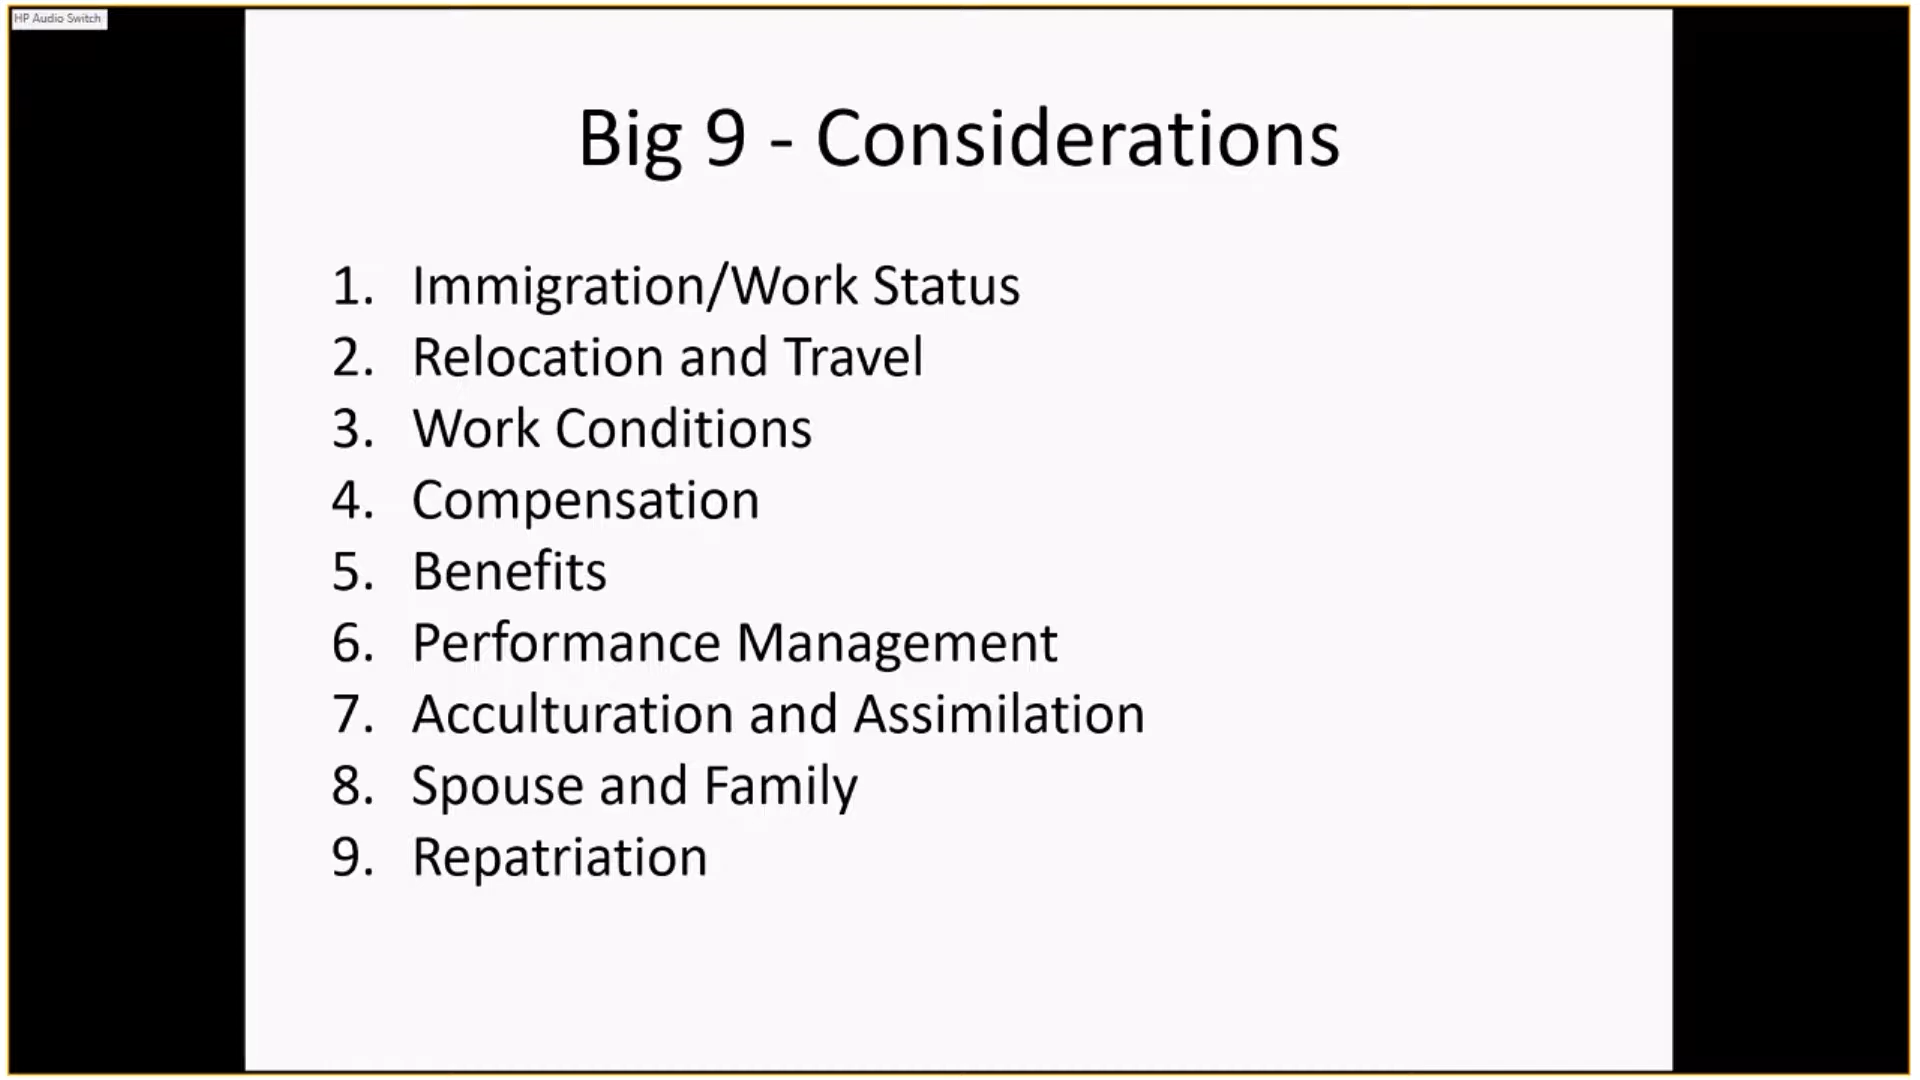 HP Audio Switch
Big 9 - Considerations
1. Immigration/Work Status
2. Relocation and Travel
3. Work Conditions
4. Compensation
5. Benefits
6. Performance Management
7. Acculturation and Assimilation
8. Spouse and Family
9. Repatriation